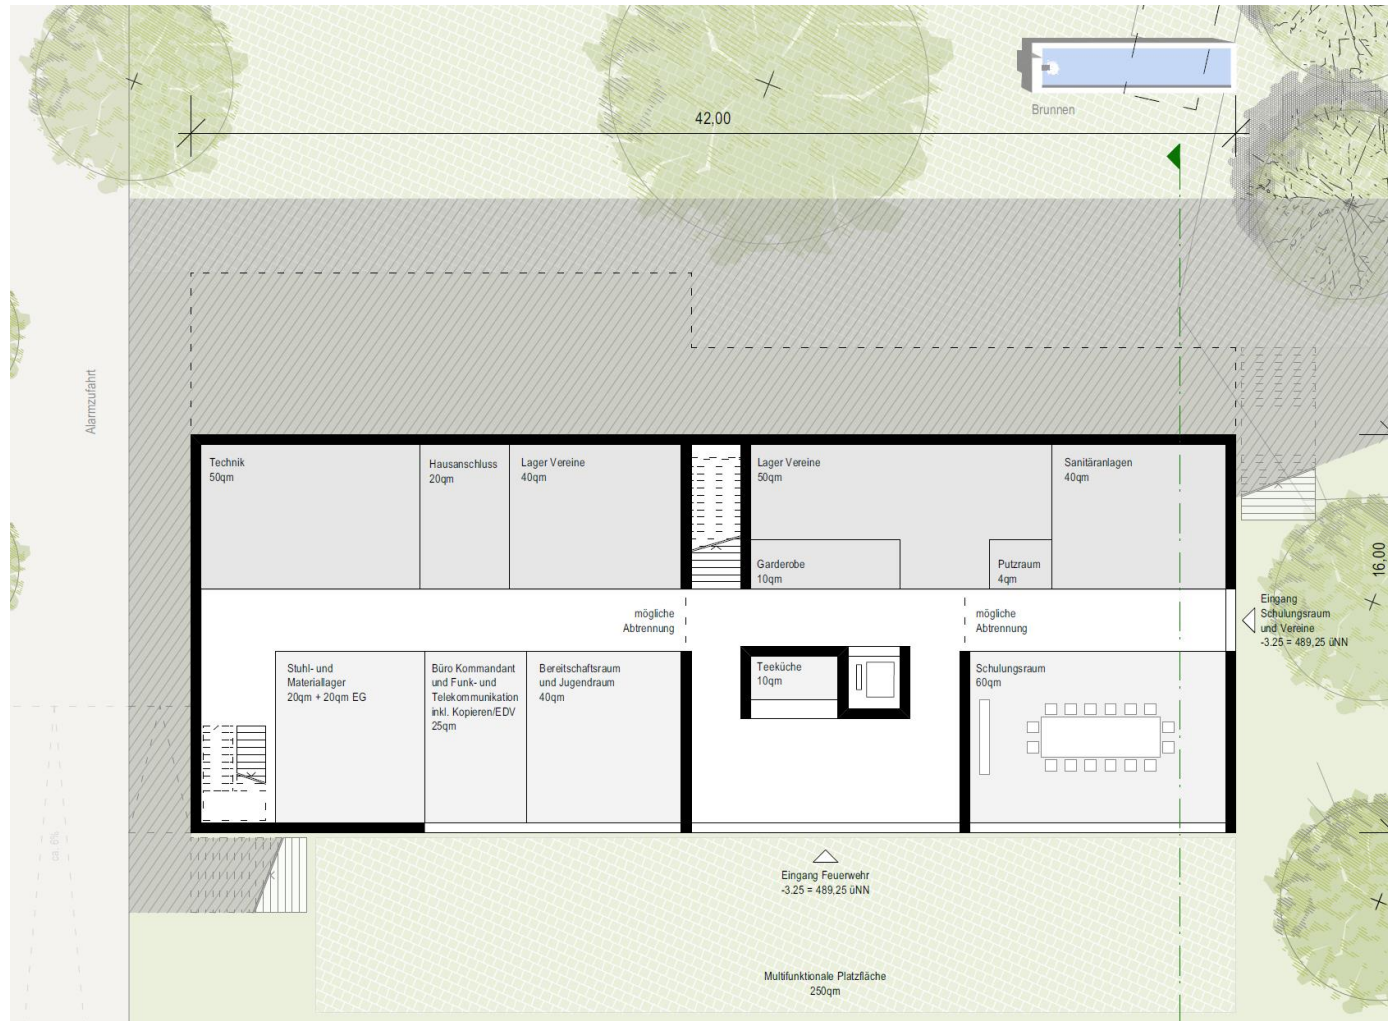 Brunnen
42,00
Alarmzufahrt
Technik
50qm
Hausanschluss
20qm
Lager Vereine
40qm
Lager Vereine
50qm
Sanitäranlagen
40qm
Garderobe
10qm
Putzraum
4qm
16,00
mögliche
Abtrennung
mögliche
Abtrennung
Eingang
Schulungsraum
und Vereine
-3.25 = 489,25 üNN
Stuhl- und
Materiallager
20qm + 20qm EG
Büro Kommandant
und Funk- und
Telekommunikation
inkl. Kopieren/EDV
25qm
Bereitschaftsraum
und Jugendraum
40qm
Teeküche
10qm
Schulungsraum
60qm
ca. 6%
Eingang Feuerwehr
-3.25 = 489,25 üNN
Multifunktionale Platzfläche
250qm